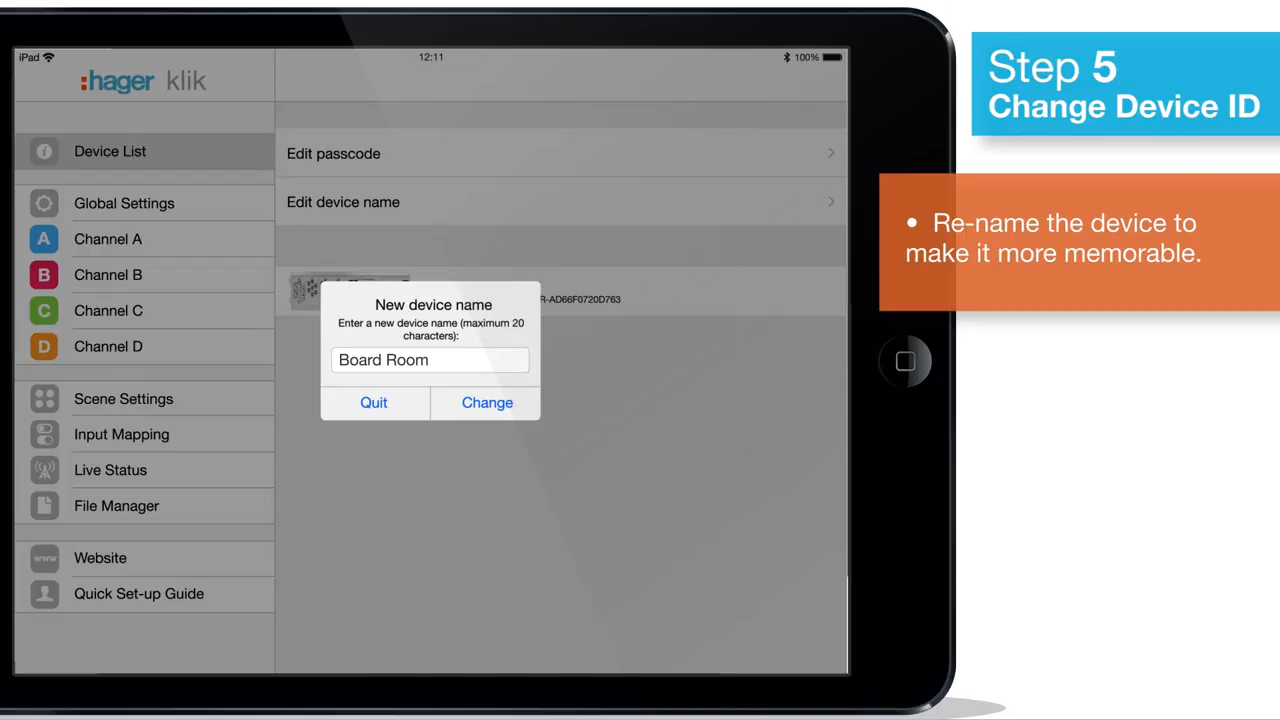 iPad
12:11
100%
:hager klik
Device List
Global Settings
A Channel A
B Channel B
C Channel C
D Channel D
Scene Settings
Input Mapping
Live Status
File Manager
www Website
Quick Set-up Guide
Edit passcode
Edit device name
R-AD66F0720D763
New device name
Enter a new device name (maximum 20
characters):
Board Room
Quit Change
Step 5
Change Device ID
• Re-name the device to
make it more memorable.